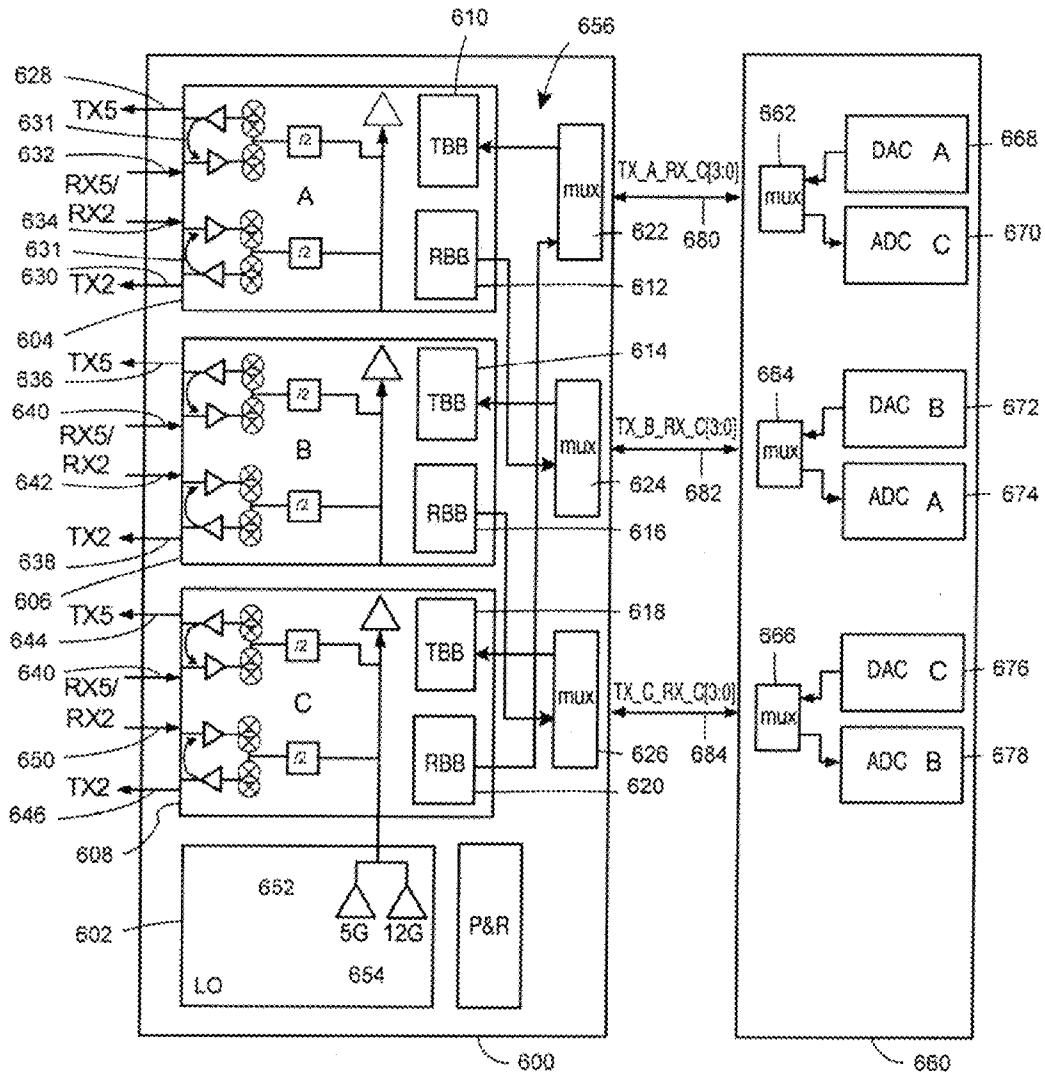 610
656
628
TX5
631
632
RX5/
RX2
634
631
630
TX2
604
/2
A
/2
TBB
RBB
mux
622
612
TX_A_RX_C[3:0]
680
662
mux
DAC A
668
ADC C
670
TX5
636
640
RX5/
RX2
642
TX2
638
606
/2
B
/2
TBB
RBB
614
mux
624
616
TX_B_RX_C[3:0]
682
664
mux
DAC B
672
ADC A
674
TX5
644
640
RX5/
RX2
650
TX2
646
608
/2
C
/2
TBB
RBB
618
mux
626
620
TX_C_RX_C[3:0]
684
666
mux
DAC C
676
ADC B
678
602
652
5G 12G
654
LO
P&R
600
660